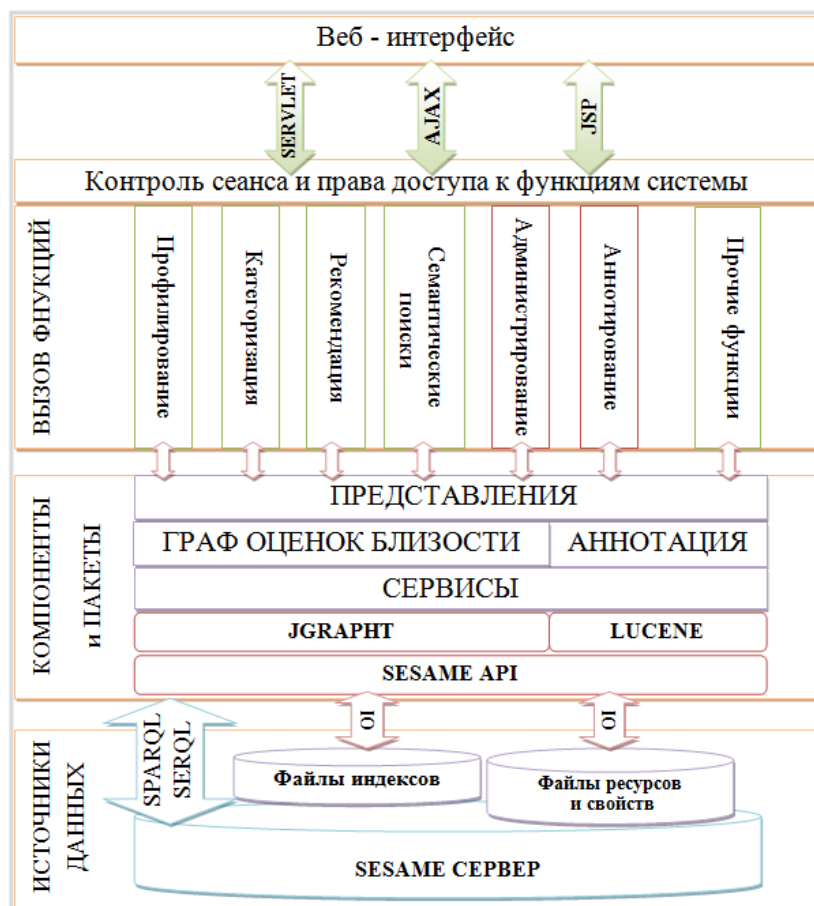 Веб - интерфейс
SERVLET
AJAX
JSP
Контроль сеанса и права доступа к функциям системы
ВЫЗОВ ФНУКЦИЙ
Профилирование
Категоризация
Рекомендация
Семантические
поиски
Администрирование
Аннотирование
Прочие функции
КОМПОНЕНТЫ
и ПАКЕТЫ
ПРЕДСТАВЛЕНИЯ
ГРАФ ОЦЕНОК БЛИЗОСТИ
АННОТАЦИЯ
СЕРВИСЫ
JGRAPHT
LUCENE
SESAME API
SPARQL
SERQL
IO
IO
ИСТОЧНИКИ
ДАННЫХ
Файлы индексов
Файлы ресурсов
и свойств
SESAME СЕРВЕР